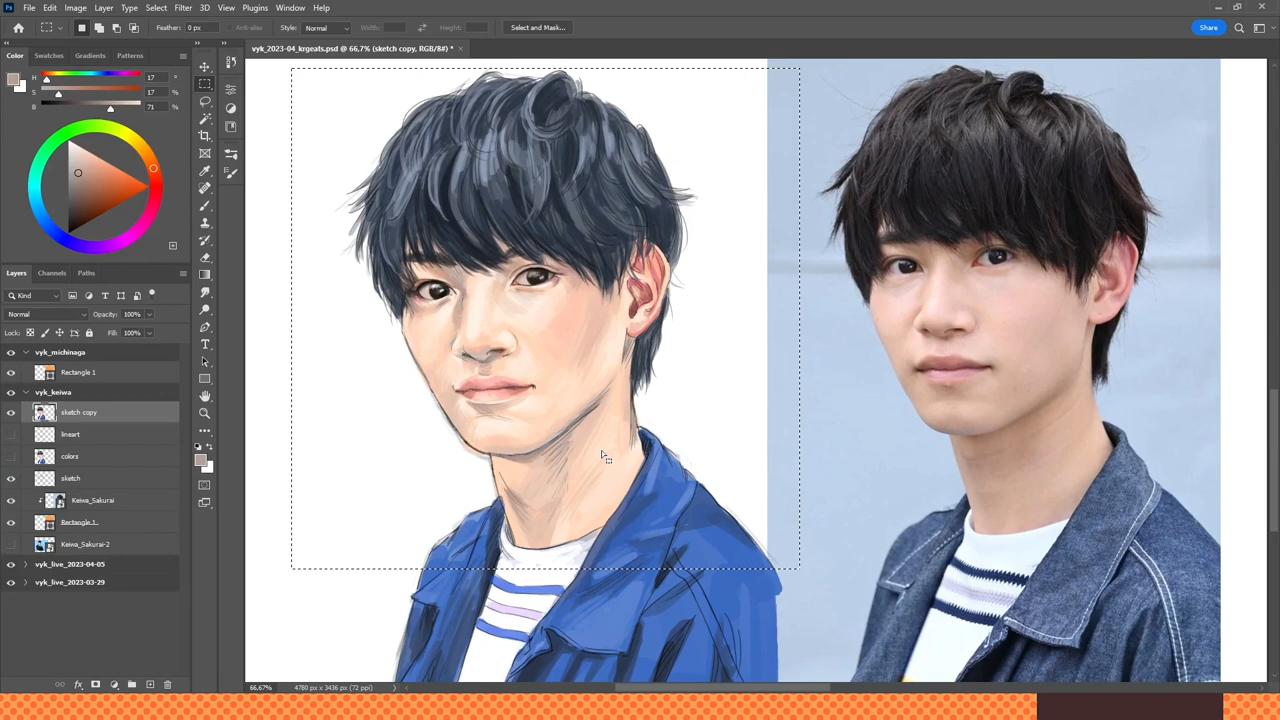 Ps File Edit Image Layer Type Select Filter 3D View Plugins Window Help
Feather: 0 px Anti-alias Style: Normal Width: Height: Select and Mask... Share
Color Swatches Gradients Patterns
vyk_2023-04_krgeats.psd @ 66,7% (sketch copy, RGB/8#) * ×
H 17 °
S 17 %
B 71 %
Layers Channels Paths
Kind
Normal Opacity: 100%
Lock: Fill: 100%
vyk_michinaga
Rectangle 1
vyk_keiwa
sketch copy
lineart
colors
sketch
Keiwa_Sakurai
Rectangle 1...
Keiwa_Sakurai-2
vyk_live_2023-04-05
vyk_live_2023-03-29
fx
66,67% 4780 px x 3436 px (72 ppi)